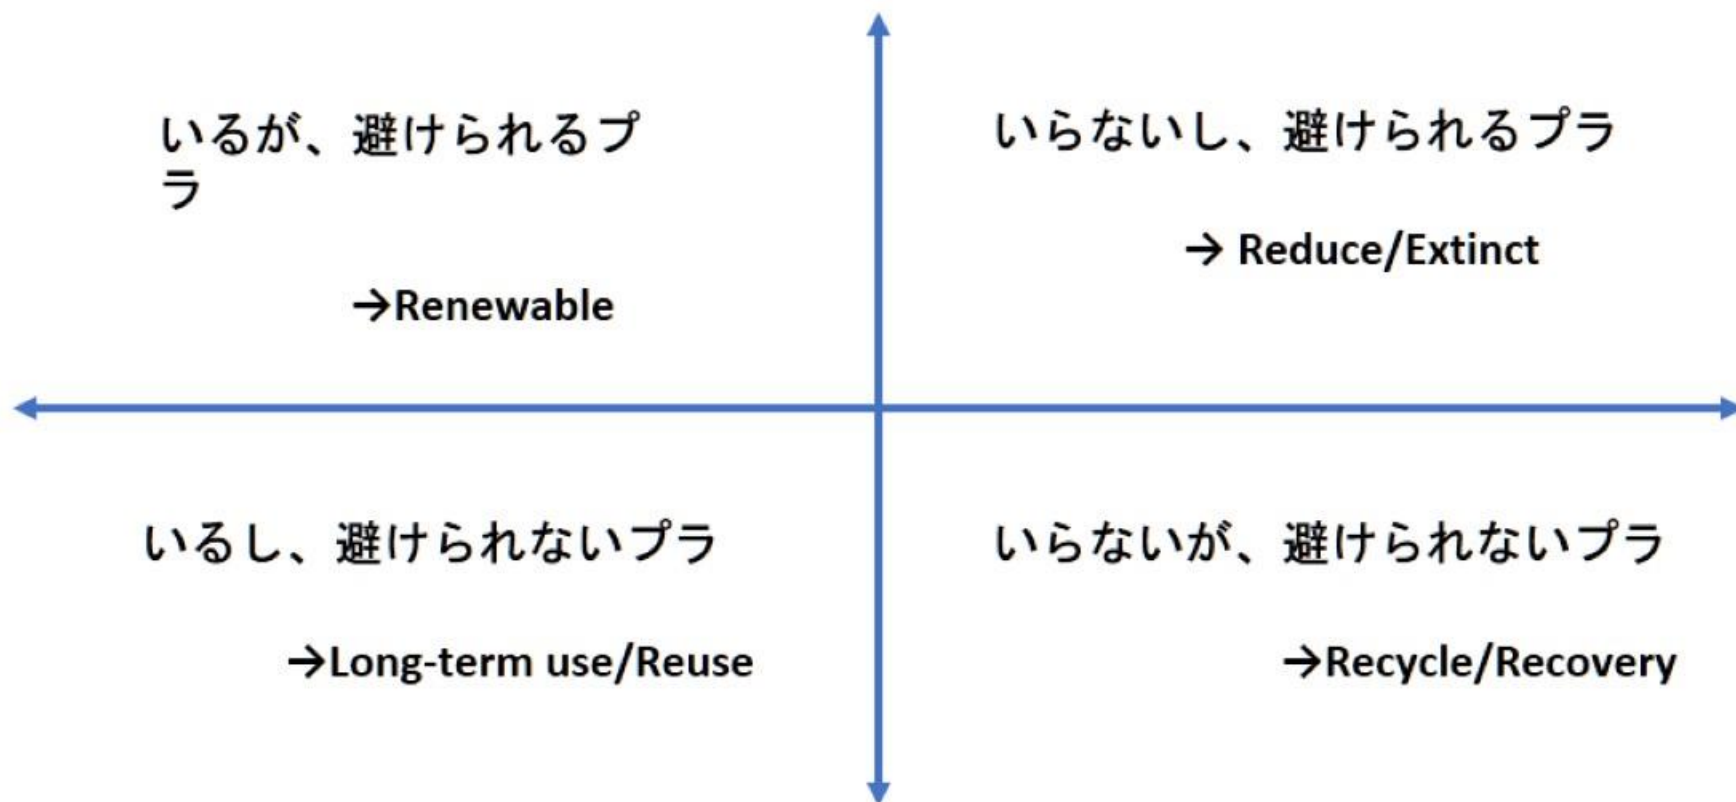 いるが、避けられるプ
ラ
→Renewable
いらないし、避けられるプラ
→ Reduce/Extinct
いるし、避けられないプラ
→Long-term use/Reuse
いらないが、避けられないプラ
→Recycle/Recovery